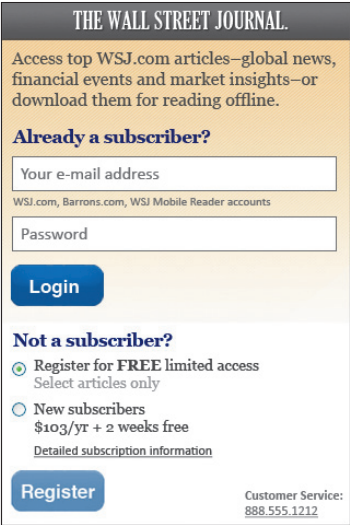 THE WALL STREET JOURNAL.
Access top WSJ.com articles–global news,
financial events and market insights–or
download them for reading offline.
Already a subscriber?
Your e-mail address
WSJ.com, Barrons.com, WSJ Mobile Reader accounts
Password
Login
Not a subscriber?
Register for FREE limited access
Select articles only
New subscribers
$103/yr + 2 weeks free
Detailed subscription information
Register
Customer Service:
888.555.1212